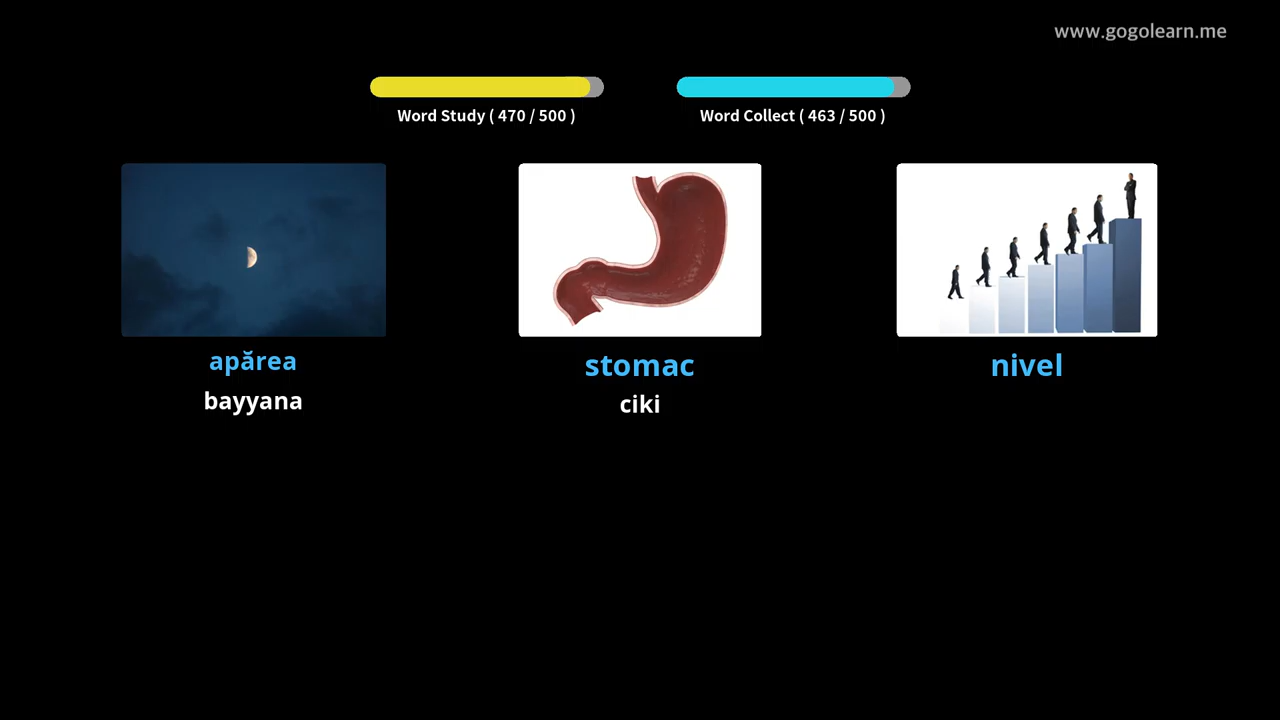 www.gogolearn.me
Word Study ( 470 / 500 )
Word Collect ( 463 / 500 )
apărea
stomac
nivel
bayyana
ciki